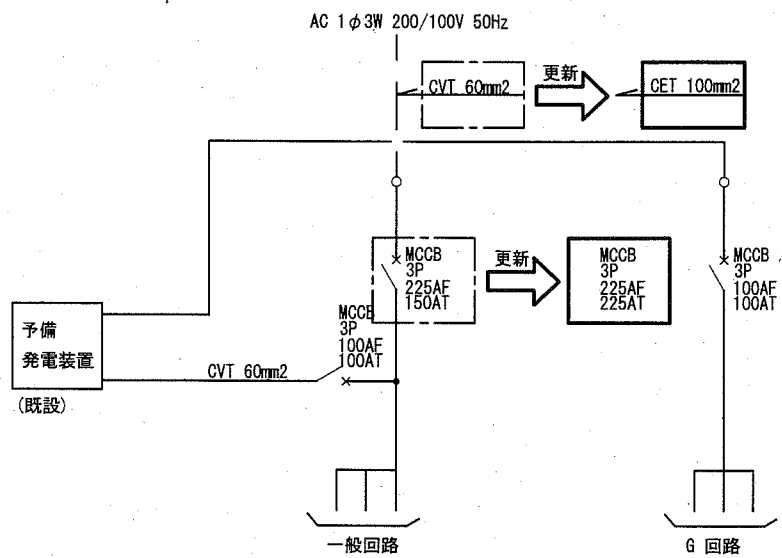 AC 1φ3W 200/100V 50Hz
CVT 60mm2
更新
CET 100mm2
MCCB
3P
225AF
150AT
更新
MCCB
3P
225AF
225AT
MCCB
3P
100AF
100AT
MCCB
3P
100AF
100AT
予備
発電装置
(既設)
CVT 60mm2
一般回路
G 回路